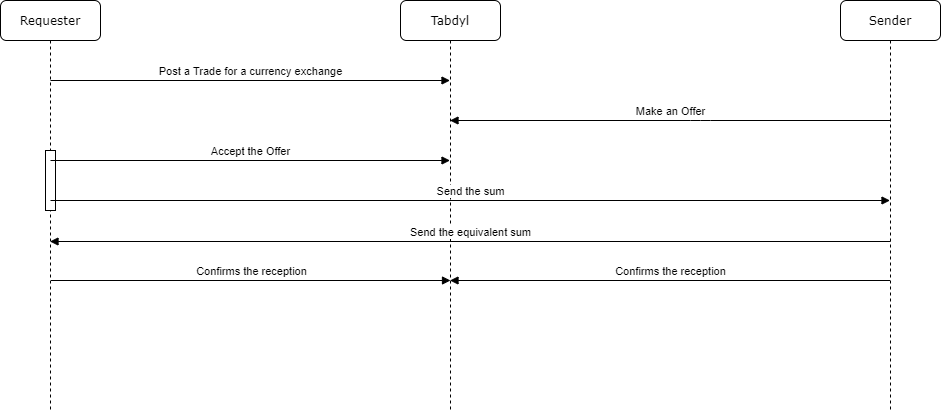 Requester
Tabdyl
Sender
Post a Trade for a currency exchange
Make an Offer
Accept the Offer
Send the sum
Send the equivalent sum
Confirms the reception
Confirms the reception